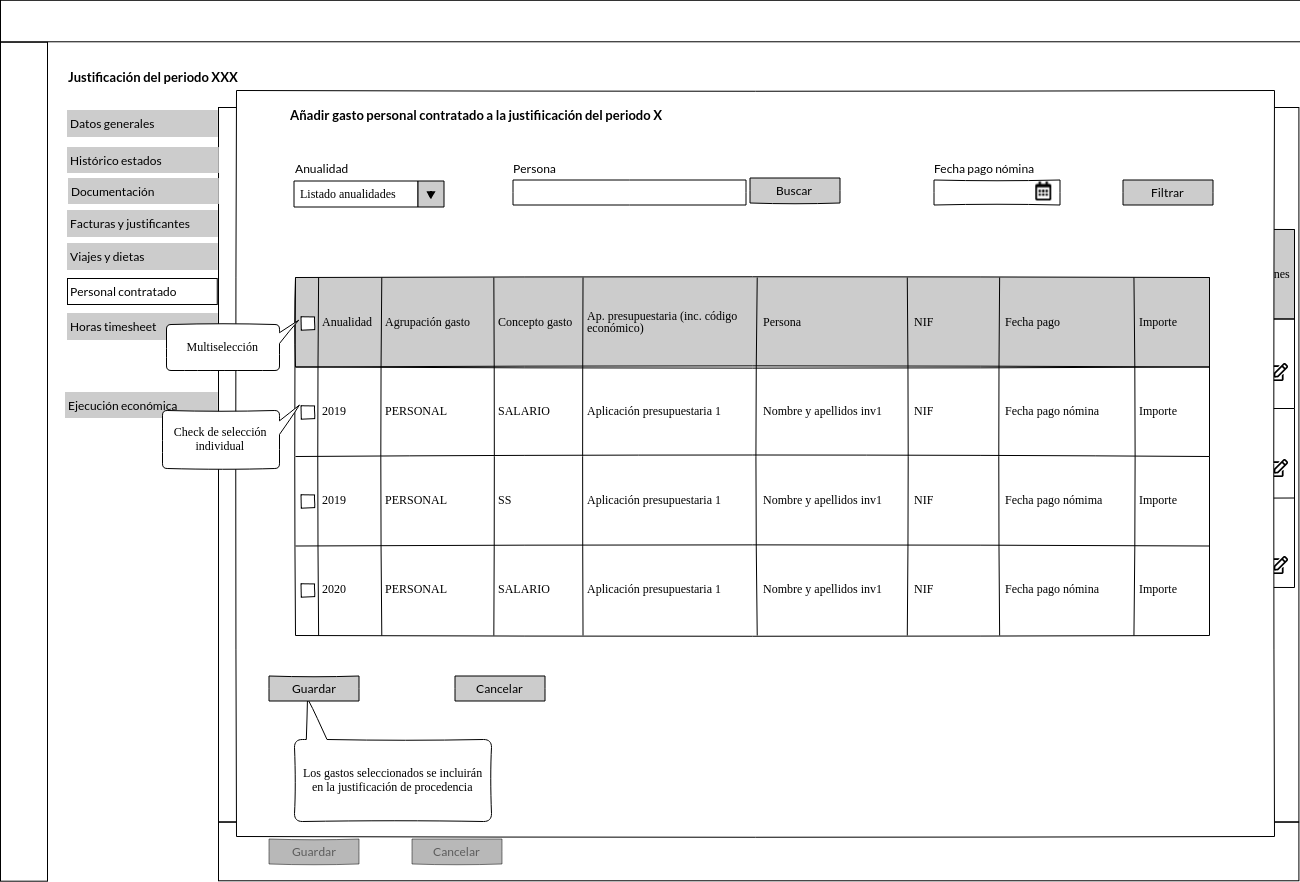 Justificación del periodo XXX
Añadir gasto personal contratado a la justifiicación del periodo X
Datos generales
Histórico estados
Documentación
Facturas y justificantes
Viajes y dietas
Personal contratado
Horas timesheet
Ejecución económica
Multiselección
Check de selección
individual
Anualidad
Listado anualidades
Persona
Buscar
Fecha pago nómina
Filtrar
Anualidad Agrupación gasto Concepto gasto Ap. presupuestaria (inc. código
económico) Persona NIF Fecha pago Importe
2019 PERSONAL SALARIO Aplicación presupuestaria 1 Nombre y apellidos inv1 NIF Fecha pago nómina Importe
2019 PERSONAL SS Aplicación presupuestaria 1 Nombre y apellidos inv1 NIF Fecha pago nómima Importe
2020 PERSONAL SALARIO Aplicación presupuestaria 1 Nombre y apellidos inv1 NIF Fecha pago nómina Importe
nes
Guardar Cancelar
Los gastos seleccionados se incluirán
en la justificación de procedencia
Guardar Cancelar